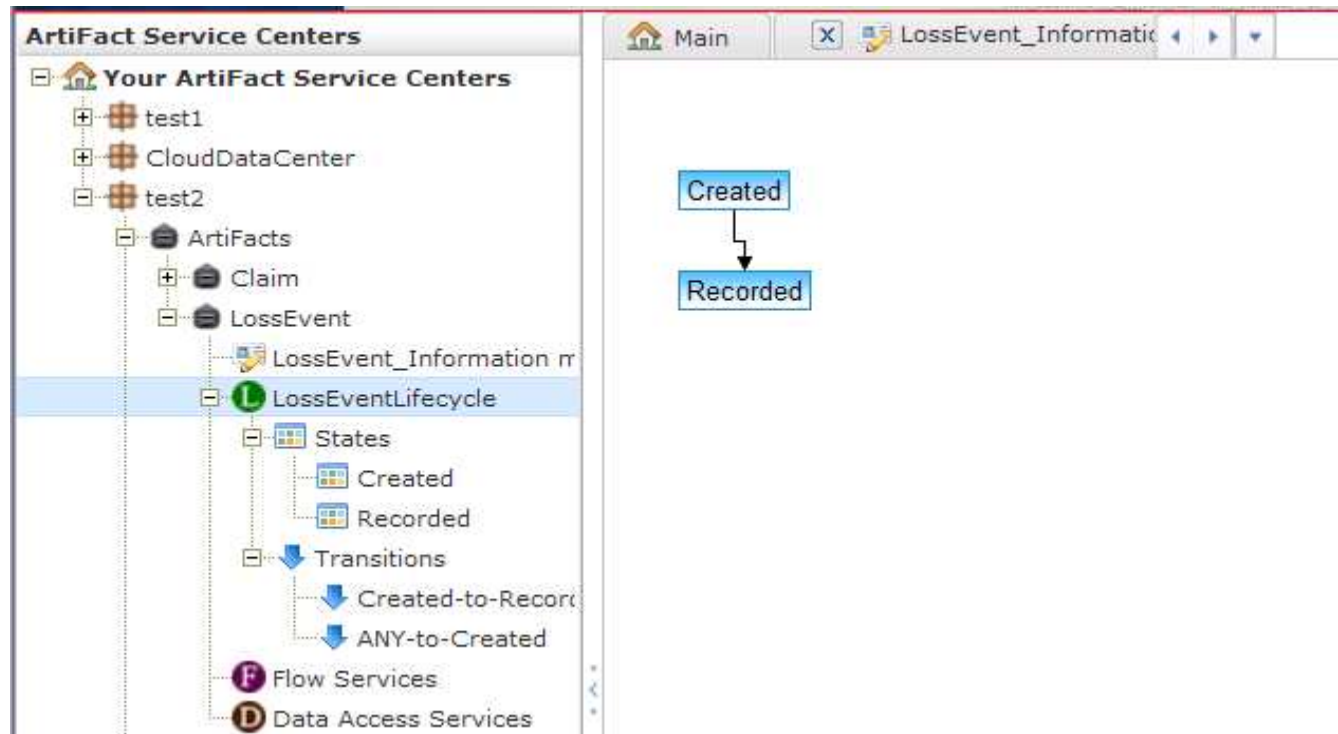 ArtiFact Service Centers
Your ArtiFact Service Centers
test1
CloudDataCenter
test2
ArtiFacts
Claim
LossEvent
LossEvent_Information m
LossEventLifecycle
States
Created
Recorded
Transitions
Created-to-Record
ANY-to-Created
Flow Services
Data Access Services
Main
LossEvent_Informatic
Created
Recorded